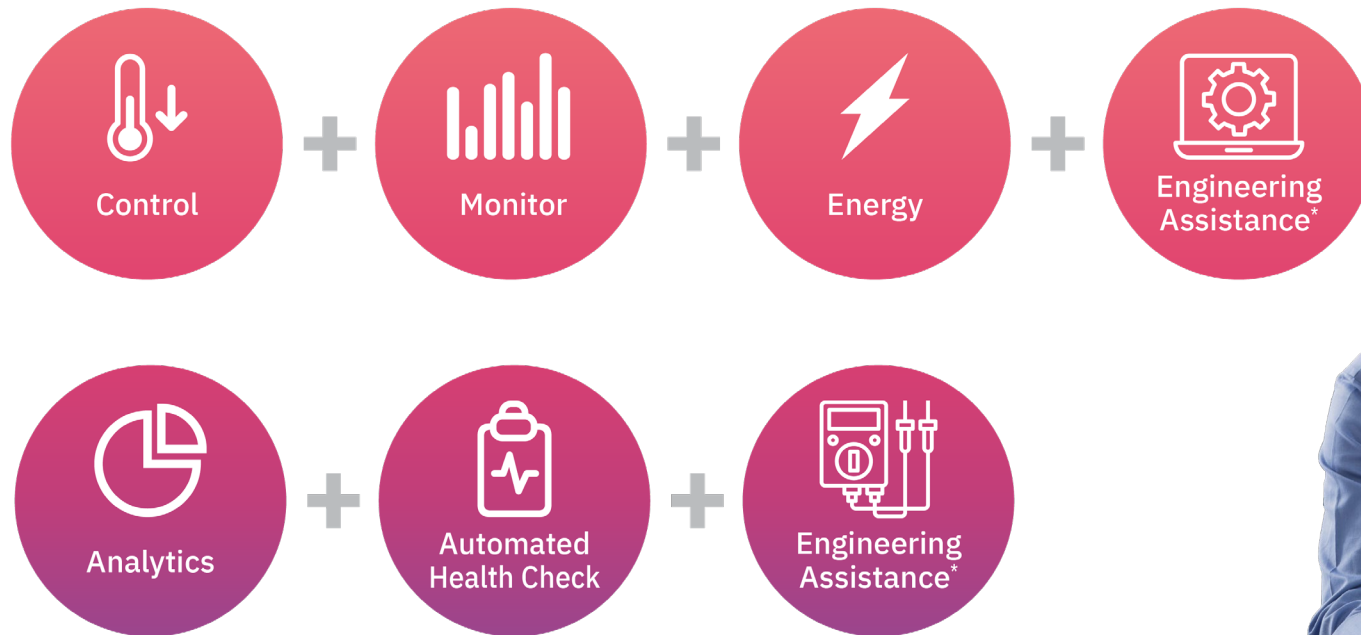 Control
Monitor
Energy
Engineering
Assistance*
Analytics
Automated
Health Check
Engineering
Assistance*